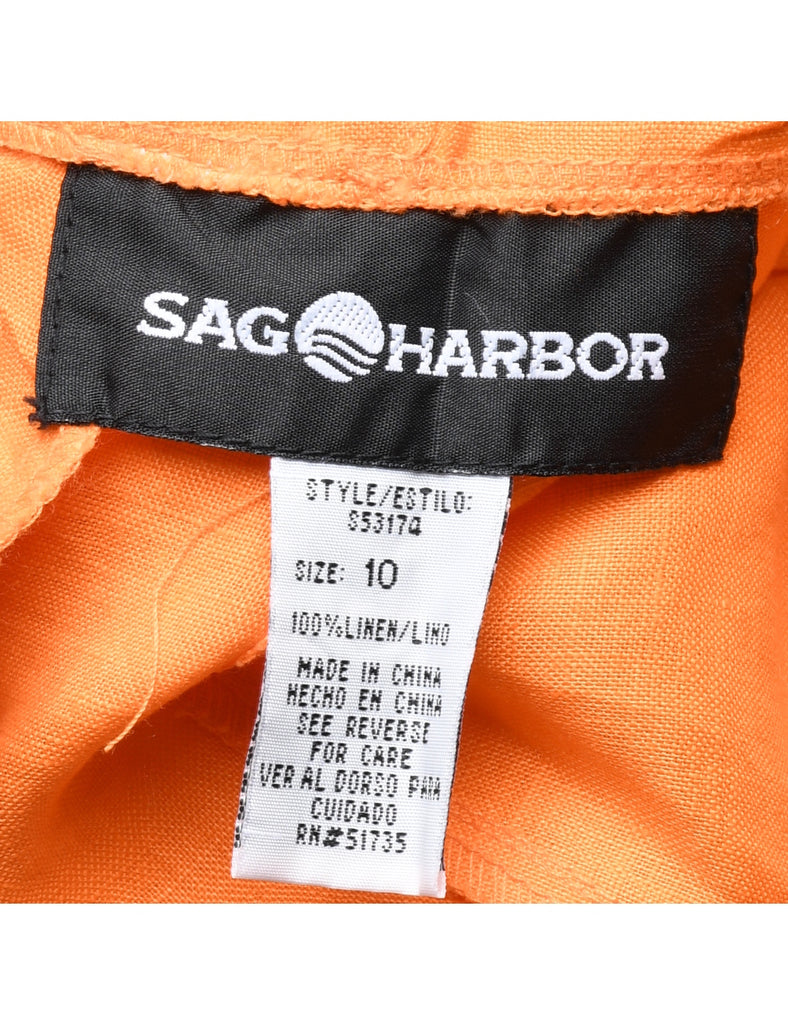 SAG HARBOR
STYLE/ESTILO:
S5317Q
SIZE: 10
100%LINEN/LINO
MADE IN CHINA
HECHO EN CHINA
SEE REVERSE
FOR CARE
VER AL DORSO PARA
CUIDADO
RN#51735